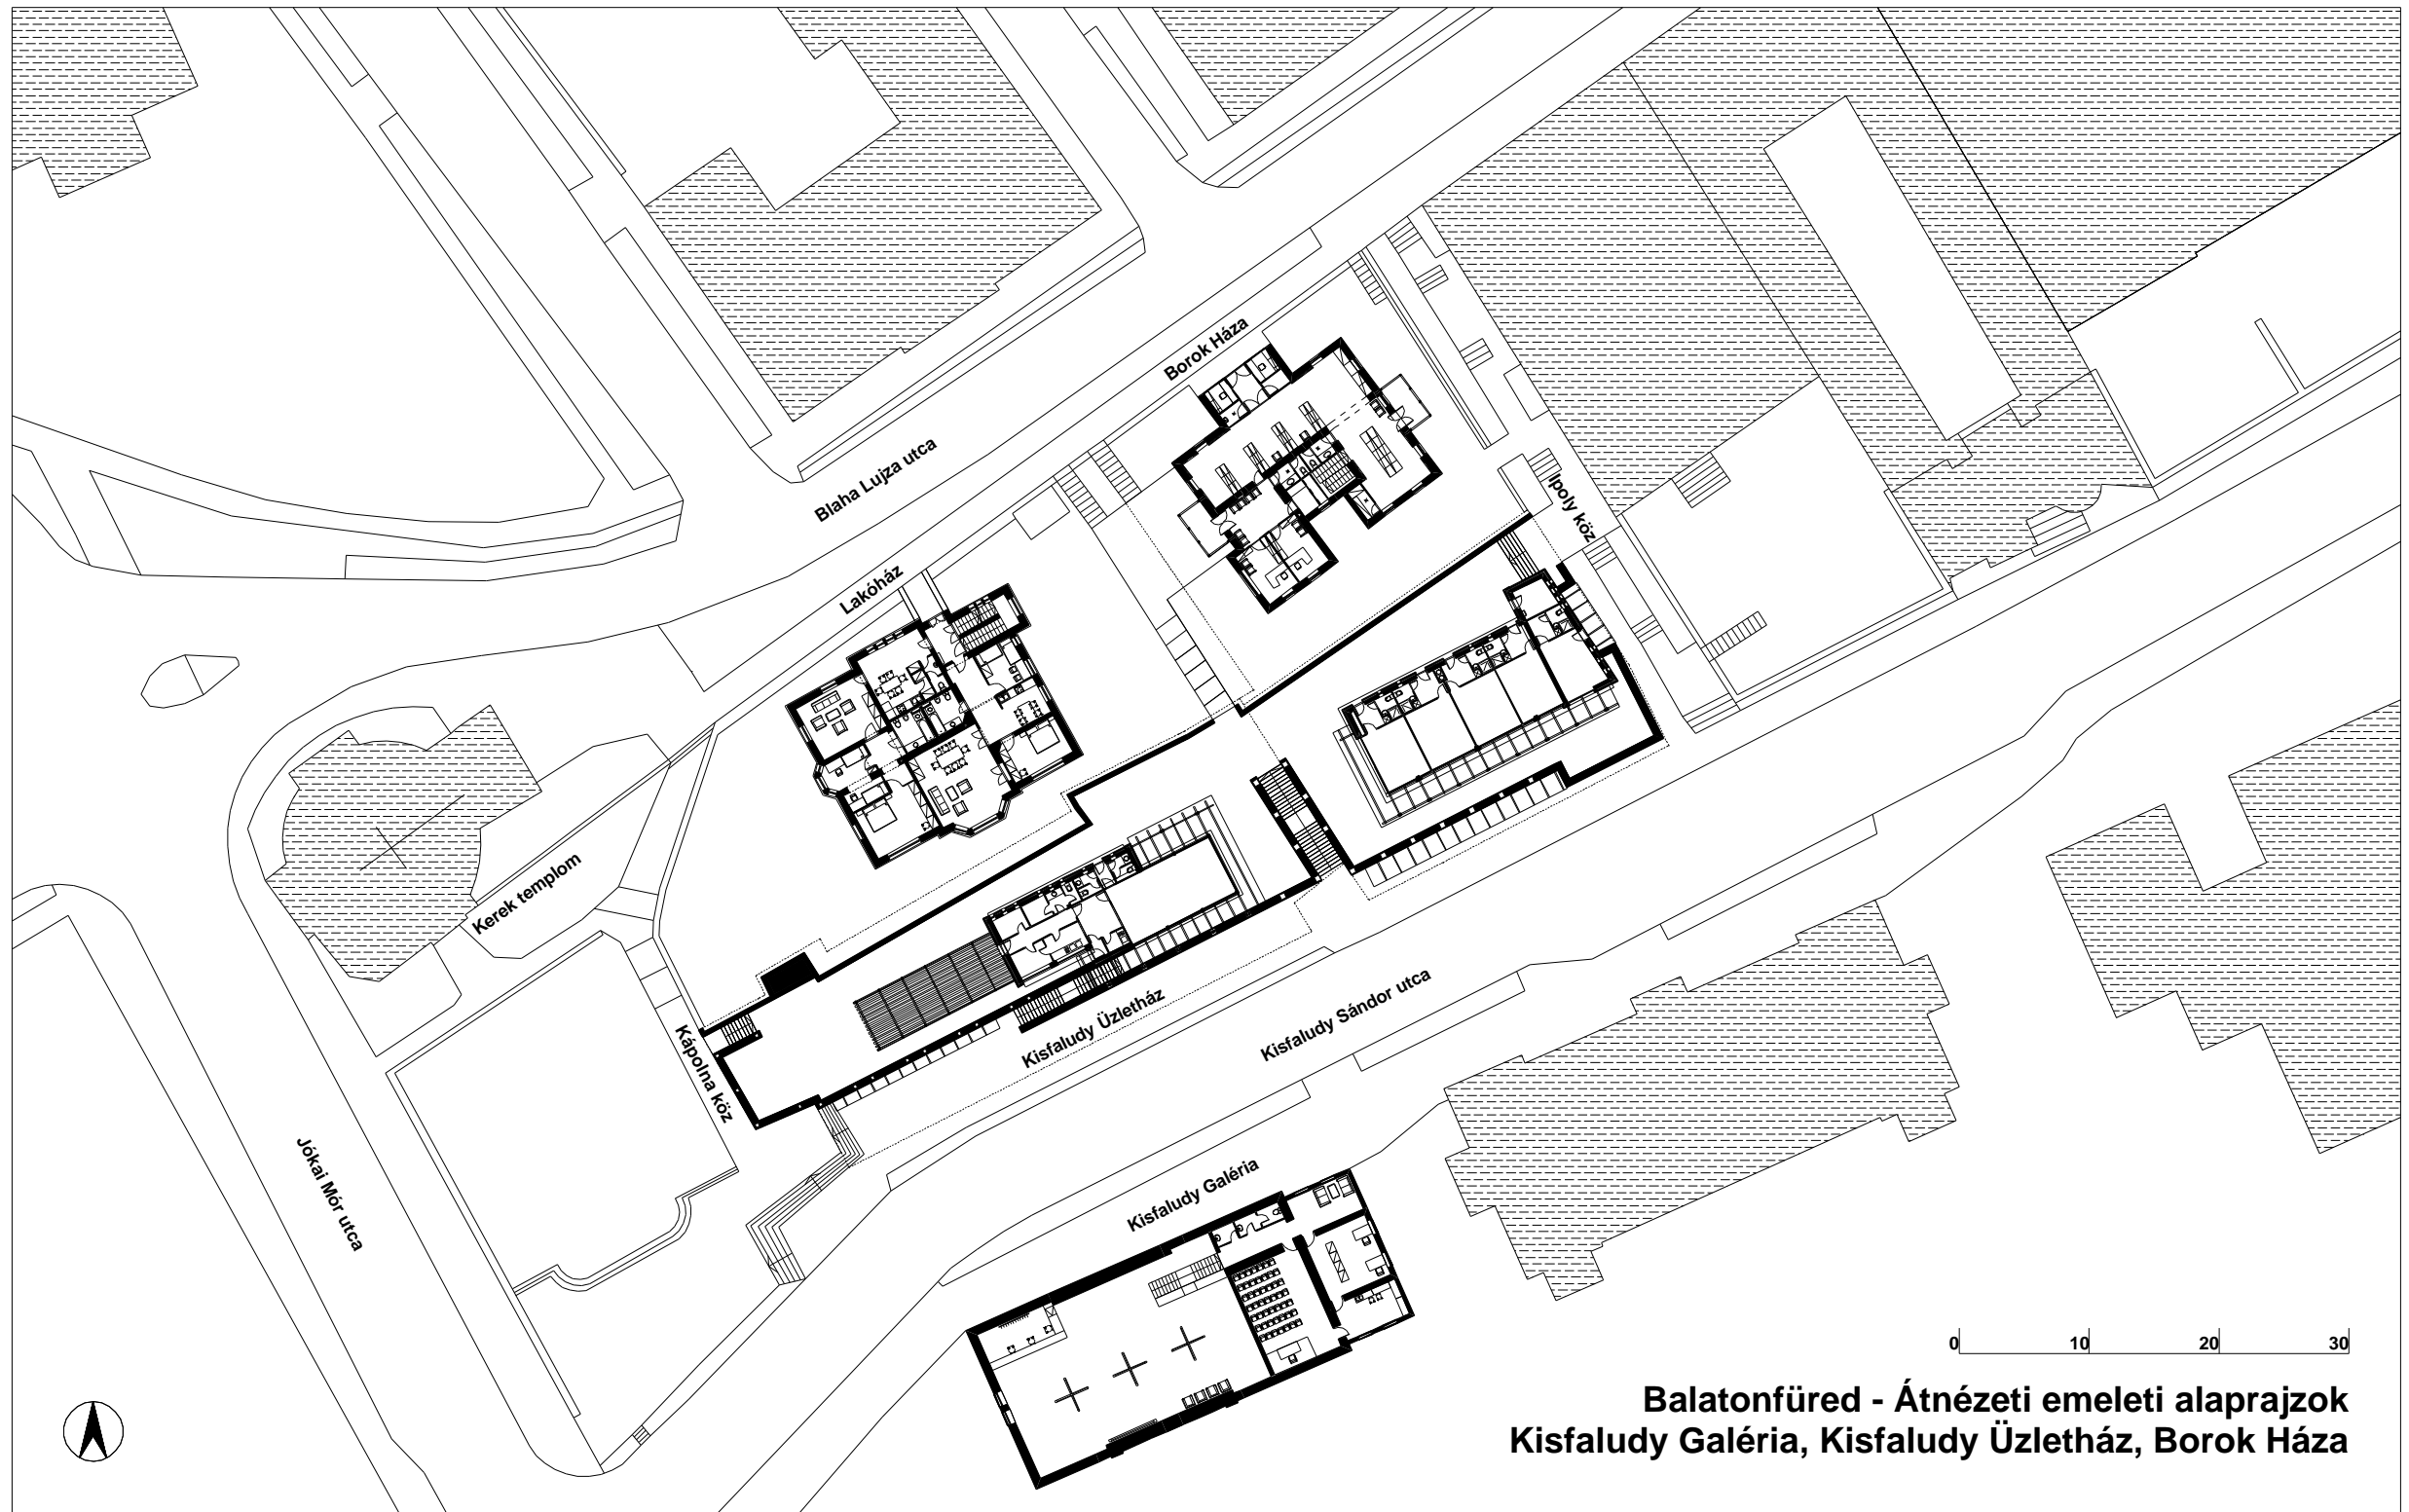 Borok Háza
Blaha Lujza utca
Ipoly köz
Lakóház
Kerek templom
Kisfaludy Üzletház
Kisfaludy Sándor utca
Kápolna köz
Jókai Mór utca
Kisfaludy Galéria
0 10 20 30
Balatonfüred - Átnézeti emeleti alaprajzok
Kisfaludy Galéria, Kisfaludy Üzletház, Borok Háza